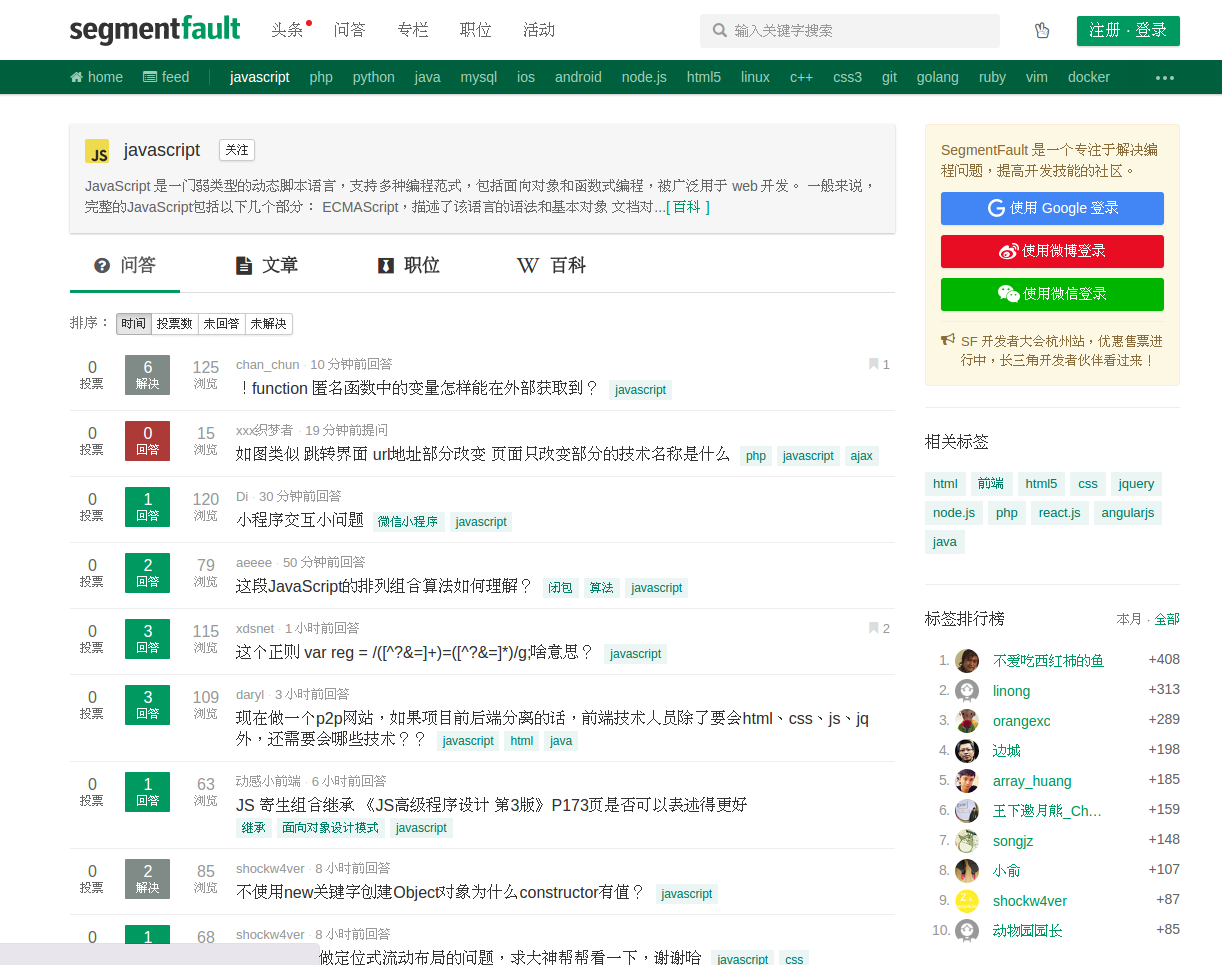 segmentfault 头条 问答 专栏 职位 活动 输入关键字搜索 注册 · 登录
home feed javascript php python java mysql ios android node.js html5 linux c++ css3 git golang ruby vim docker
JS javascript 关注
JavaScript 是一门弱类型的动态脚本语言，支持多种编程范式，包括面向对象和函数式编程，被广泛用于 web 开发。 一般来说，
完整的JavaScript包括以下几个部分： ECMAScript，描述了该语言的语法和基本对象 文档对...[ 百科 ]
问答 文章 职位 百科
排序： 时间 投票数 未回答 未解决
0 投票 6 解决 125 浏览 chan_chun · 10 分钟前回答 1
！function 匿名函数中的变量怎样能在外部获取到？ javascript
0 投票 0 回答 15 浏览 xxx织梦者 · 19 分钟前提问
如图类似 跳转界面 url地址部分改变 页面只改变部分的技术名称是什么 php javascript ajax
0 投票 1 回答 120 浏览 Di · 30 分钟前回答
小程序交互小问题 微信小程序 javascript
0 投票 2 回答 79 浏览 aeeee · 50 分钟前回答
这段JavaScript的排列组合算法如何理解？ 闭包 算法 javascript
0 投票 3 回答 115 浏览 xdsnet · 1 小时前回答 2
这个正则 var reg = /([^?&=]+)=([^?&=]*)/g;啥意思？ javascript
0 投票 3 回答 109 浏览 daryl · 3 小时前回答
现在做一个p2p网站，如果项目前后端分离的话，前端技术人员除了要会html、css、js、jq
外，还需要会哪些技术？？ javascript html java
0 投票 1 回答 63 浏览 动感小前端 · 6 小时前回答
JS 寄生组合继承 《JS高级程序设计 第3版》P173页是否可以表述得更好
继承 面向对象设计模式 javascript
0 投票 2 解决 85 浏览 shockw4ver · 8 小时前回答
不使用new关键字创建Object对象为什么constructor有值？ javascript
0 1 68 shockw4ver · 8 小时前回答
做定位式流动布局的问题，求大神帮帮看一下，谢谢哈 javascript css
SegmentFault 是一个专注于解决编
程问题，提高开发技能的社区。
使用 Google 登录
使用微博登录
使用微信登录
SF 开发者大会杭州站，优惠售票进
行中，长三角开发者伙伴看过来！
相关标签
html 前端 html5 css jquery
node.js php react.js angularjs
java
标签排行榜 本月 · 全部
1. 不爱吃西红柿的鱼 +408
2. linong +313
3. orangexc +289
4. 边城 +198
5. array_huang +185
6. 王下邀月熊_Ch... +159
7. songjz +148
8. 小俞 +107
9. shockw4ver +87
10. 动物园园长 +85